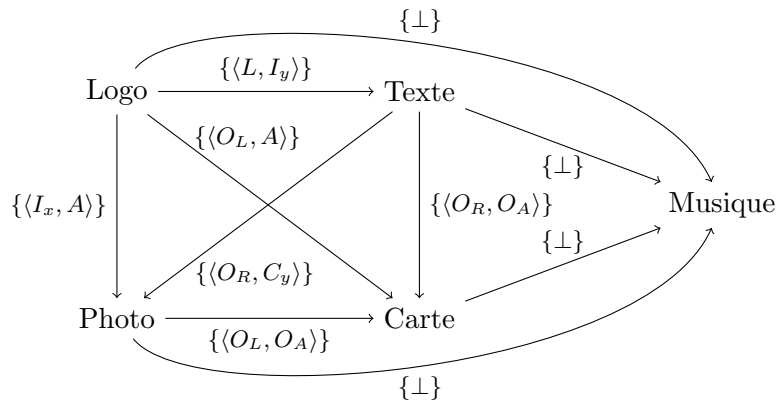 {⊥}
{⟨L, I_y⟩}
Logo Texte
{⟨O_L, A⟩}
{⊥}
{⟨I_x, A⟩} {⟨O_R, O_A⟩} Musique
{⊥}
{⟨O_R, C_y⟩}
Photo Carte
{⟨O_L, O_A⟩}
{⊥}